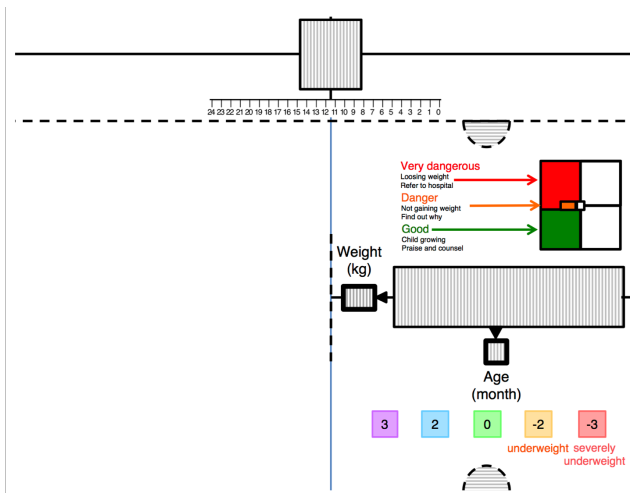 24 23 22 21 20 19 18 17 16 15 14 13 12 11 10 9 8 7 6 5 4 3 2 1 0
Very dangerous
Loosing weight
Refer to hospital
Danger
Not gaining weight
Find out why
Good
Child growing
Praise and counsel
Weight
(kg)
Age
(month)
3 2 0 -2 -3
underweight severely
underweight